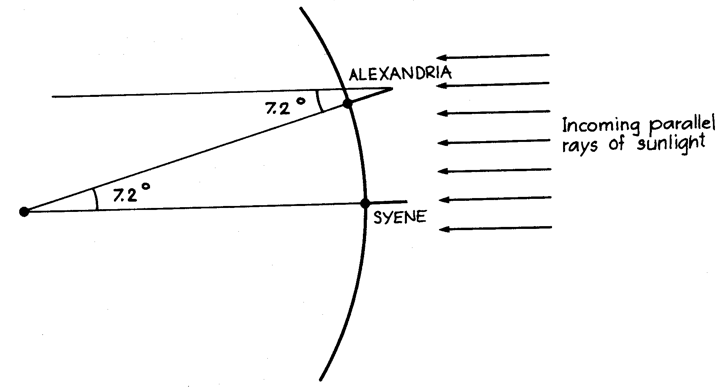 ALEXANDRIA
7.2°
Incoming parallel
rays of sunlight
7.2°
SYENE